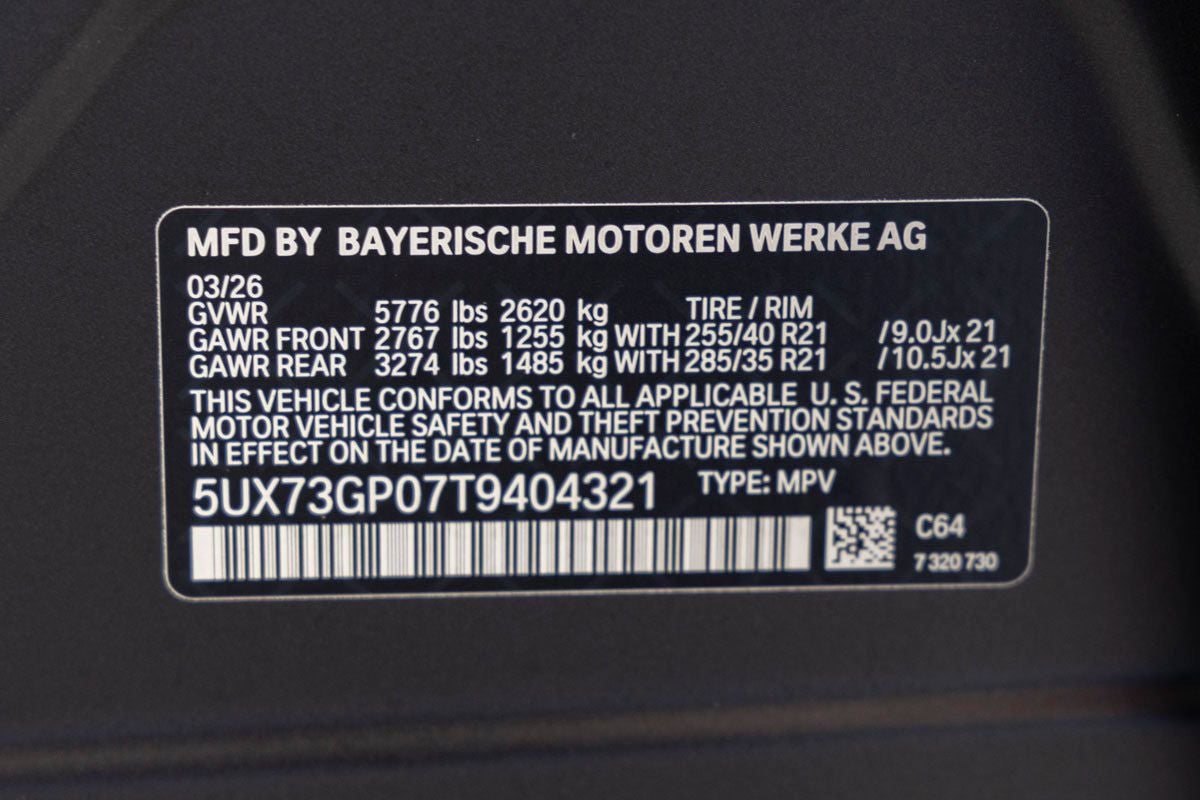 MFD BY BAYERISCHE MOTOREN WERKE AG
03/26
GVWR 5776 lbs 2620 kg TIRE / RIM
GAWR FRONT 2767 lbs 1255 kg WITH 255/40 R21 /9.0Jx 21
GAWR REAR 3274 lbs 1485 kg WITH 285/35 R21 /10.5Jx 21
THIS VEHICLE CONFORMS TO ALL APPLICABLE U. S. FEDERAL
MOTOR VEHICLE SAFETY AND THEFT PREVENTION STANDARDS
IN EFFECT ON THE DATE OF MANUFACTURE SHOWN ABOVE.
5UX73GP07T9404321 TYPE: MPV
C64
7 320 730